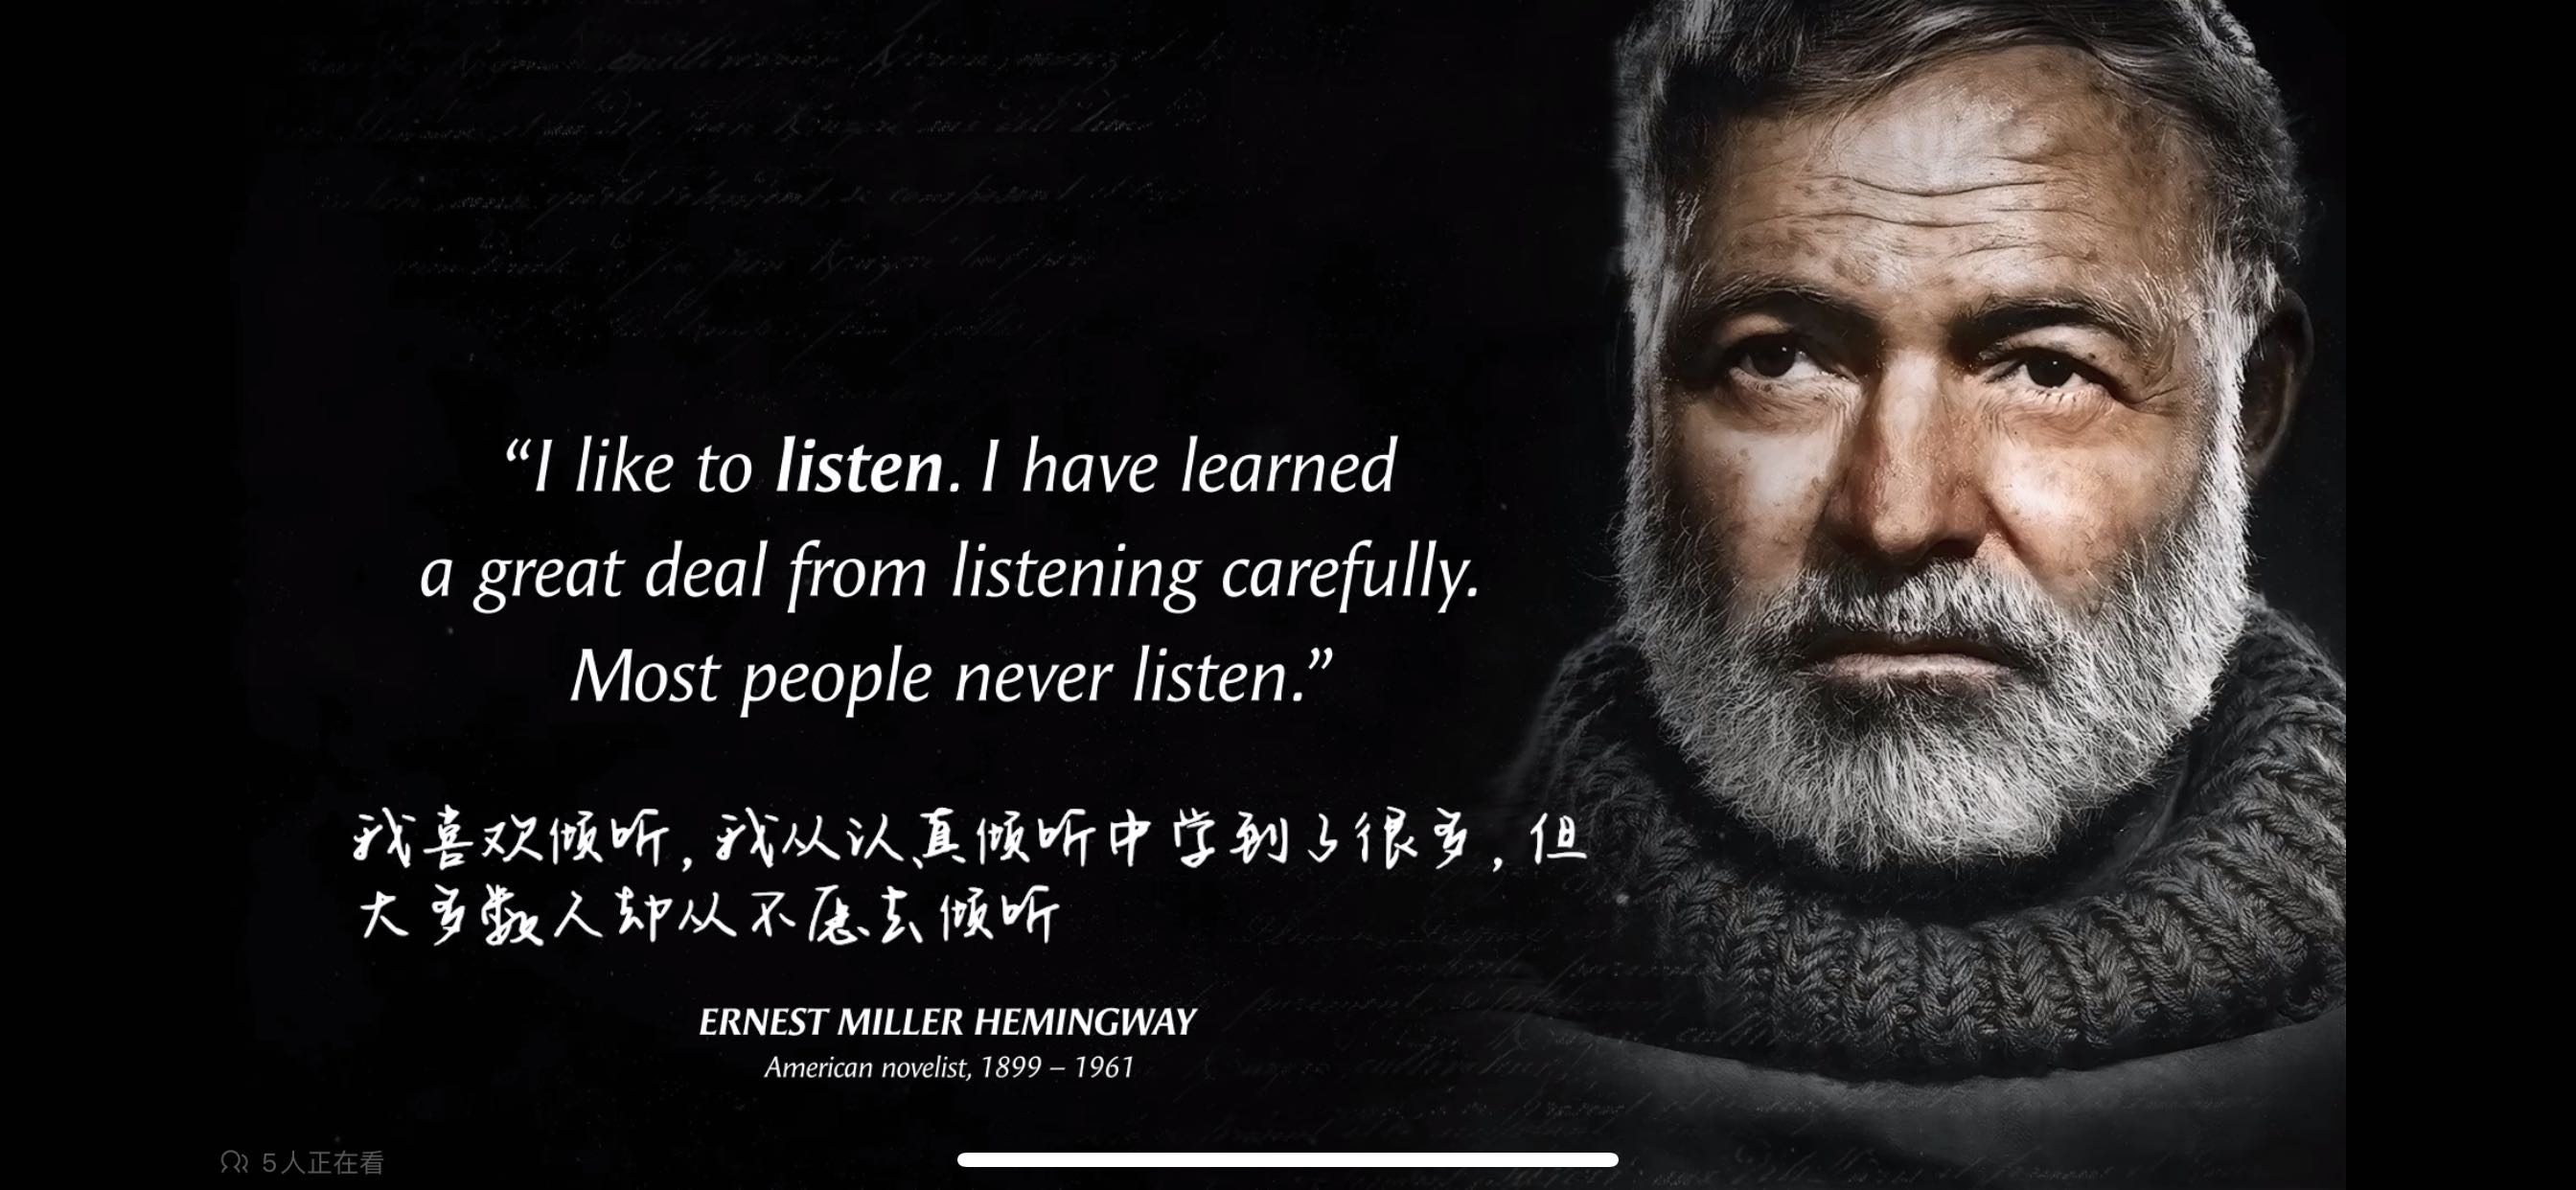 “I like to listen. I have learned
a great deal from listening carefully.
Most people never listen.”
我喜欢倾听,我从认真倾听中学到了很多,但
大多数人却从不愿去倾听
ERNEST MILLER HEMINGWAY
American novelist, 1899 – 1961
5人正在看